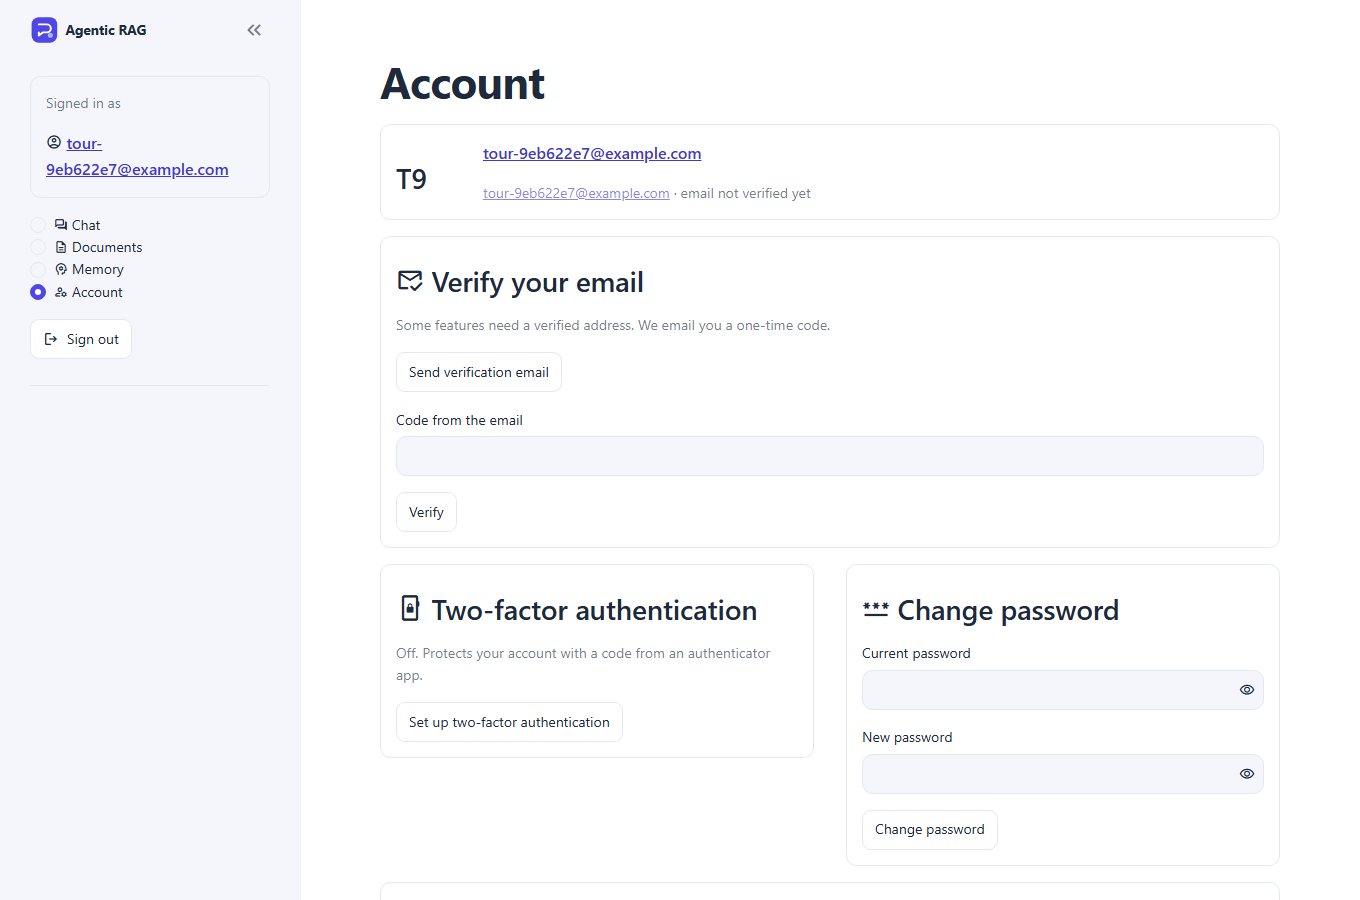 Agentic RAG
Signed in as
tour-
9eb622e7@example.com
Chat
Documents
Memory
Account
Sign out
Account
T9
tour-9eb622e7@example.com
tour-9eb622e7@example.com · email not verified yet
Verify your email
Some features need a verified address. We email you a one-time code.
Send verification email
Code from the email
Verify
Two-factor authentication
Off. Protects your account with a code from an authenticator
app.
Set up two-factor authentication
Change password
Current password
New password
Change password